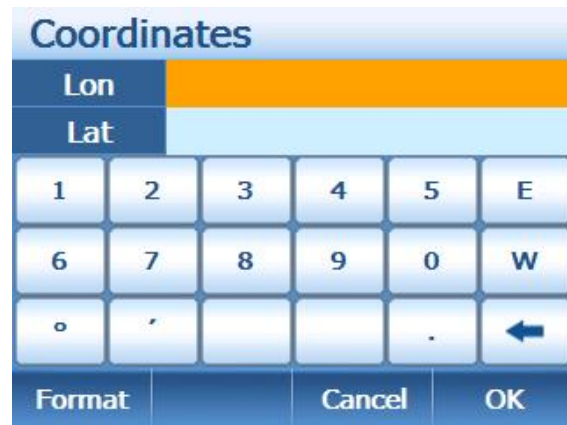 Coordinates
Lon
Lat
1 2 3 4 5 E
6 7 8 9 0 W
° ′ .
Format Cancel OK